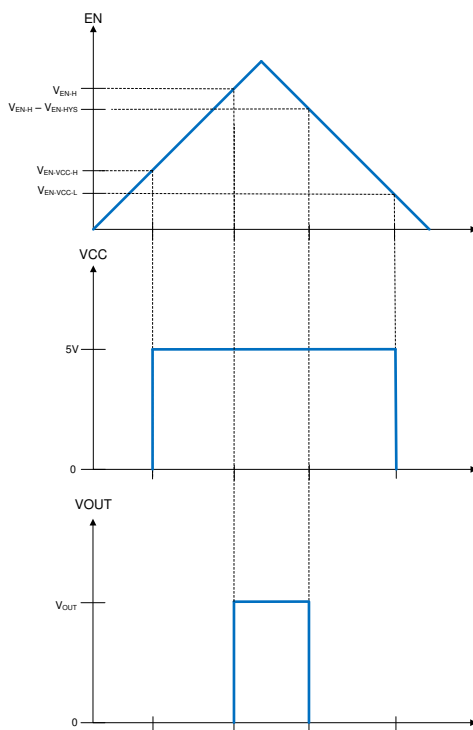 EN
VEN-H
VEN-H – VEN-HYS
VEN-VCC-H
VEN-VCC-L
VCC
5V
0
VOUT
VOUT
0